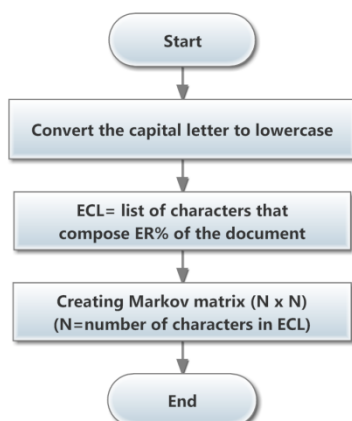 Start
Convert the capital letter to lowercase
ECL= list of characters that
compose ER% of the document
Creating Markov matrix (N x N)
(N=number of characters in ECL)
End